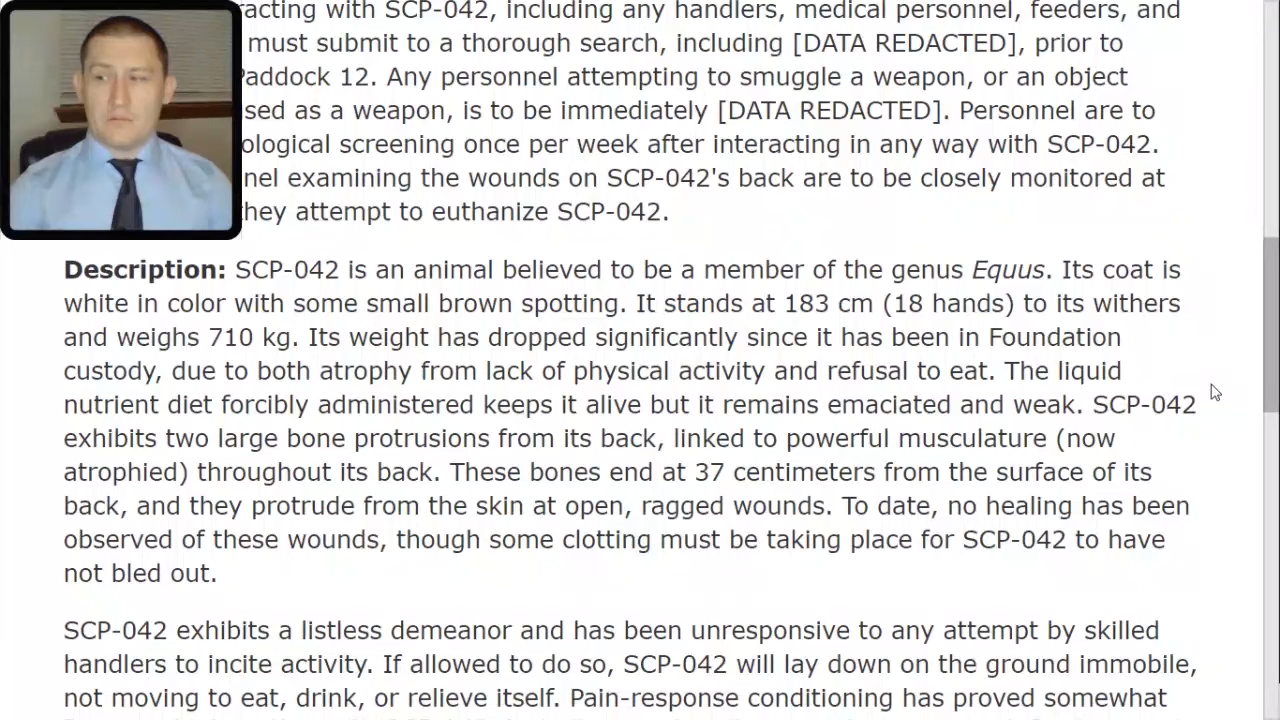 racting with SCP-042, including any handlers, medical personnel, feeders, and
must submit to a thorough search, including [DATA REDACTED], prior to
Paddock 12. Any personnel attempting to smuggle a weapon, or an object
sed as a weapon, is to be immediately [DATA REDACTED]. Personnel are to
ological screening once per week after interacting in any way with SCP-042.
nel examining the wounds on SCP-042's back are to be closely monitored at
they attempt to euthanize SCP-042.
Description: SCP-042 is an animal believed to be a member of the genus Equus. Its coat is
white in color with some small brown spotting. It stands at 183 cm (18 hands) to its withers
and weighs 710 kg. Its weight has dropped significantly since it has been in Foundation
custody, due to both atrophy from lack of physical activity and refusal to eat. The liquid
nutrient diet forcibly administered keeps it alive but it remains emaciated and weak. SCP-042
exhibits two large bone protrusions from its back, linked to powerful musculature (now
atrophied) throughout its back. These bones end at 37 centimeters from the surface of its
back, and they protrude from the skin at open, ragged wounds. To date, no healing has been
observed of these wounds, though some clotting must be taking place for SCP-042 to have
not bled out.
SCP-042 exhibits a listless demeanor and has been unresponsive to any attempt by skilled
handlers to incite activity. If allowed to do so, SCP-042 will lay down on the ground immobile,
not moving to eat, drink, or relieve itself. Pain-response conditioning has proved somewhat